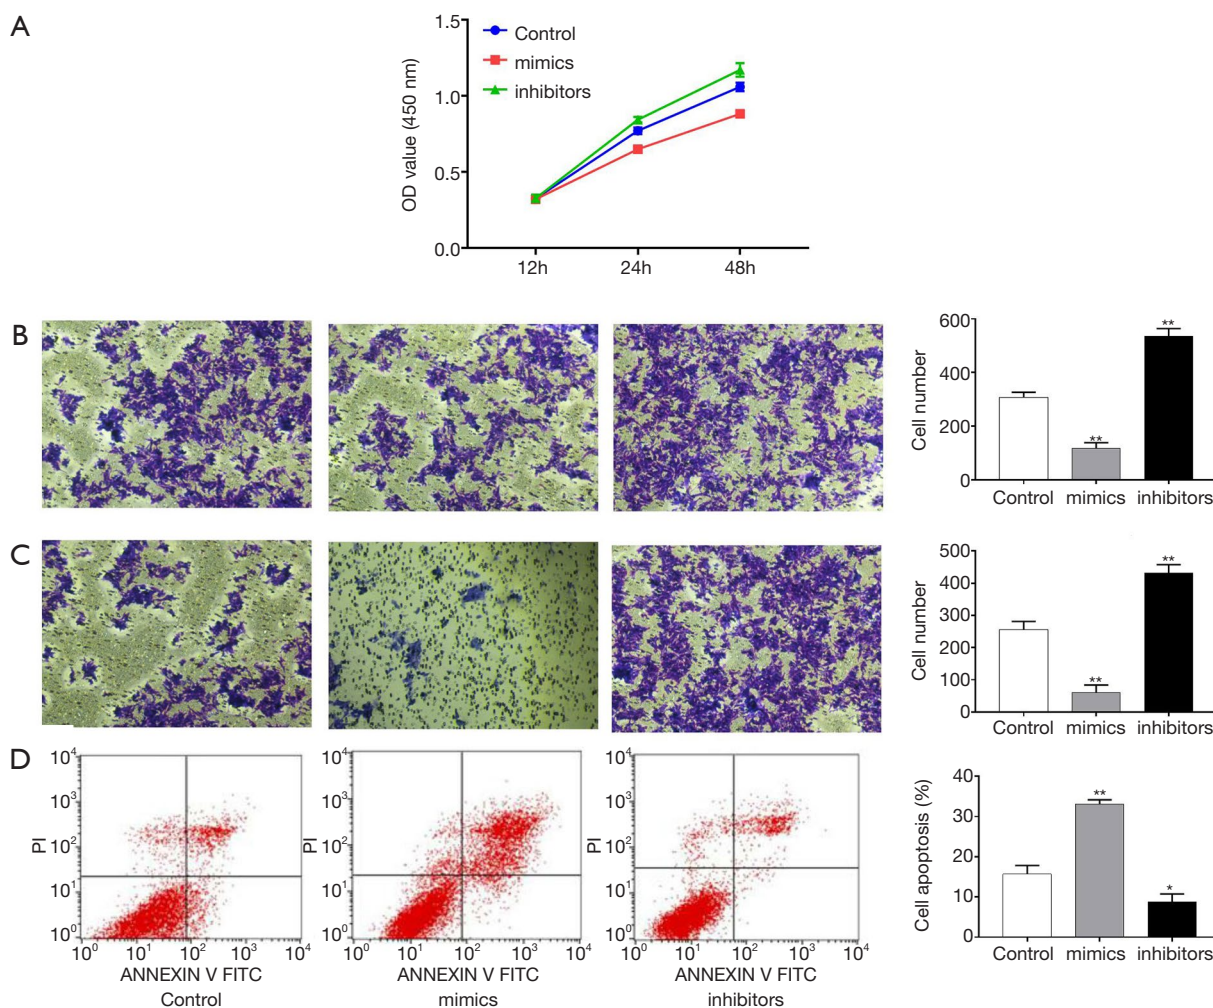 A
1.5
1.0
0.5
0.0
OD value (450 nm)
Control
mimics
inhibitors
12h 24h 48h
B
600
400
200
0
Cell number
** ** 
Control mimics inhibitors
C
500
400
300
200
100
0
Cell number
** **
Control mimics inhibitors
D
10⁴
10³
10²
10¹
10⁰
PI
10⁰ 10¹ 10² 10³ 10⁴
ANNEXIN V FITC
Control
10⁴
10³
10²
10¹
10⁰
PI
10⁰ 10¹ 10² 10³ 10⁴
ANNEXIN V FITC
mimics
10⁴
10³
10²
10¹
10⁰
PI
10⁰ 10¹ 10² 10³ 10⁴
ANNEXIN V FITC
inhibitors
40
30
20
10
0
Cell apoptosis (%)
** *
Control mimics inhibitors